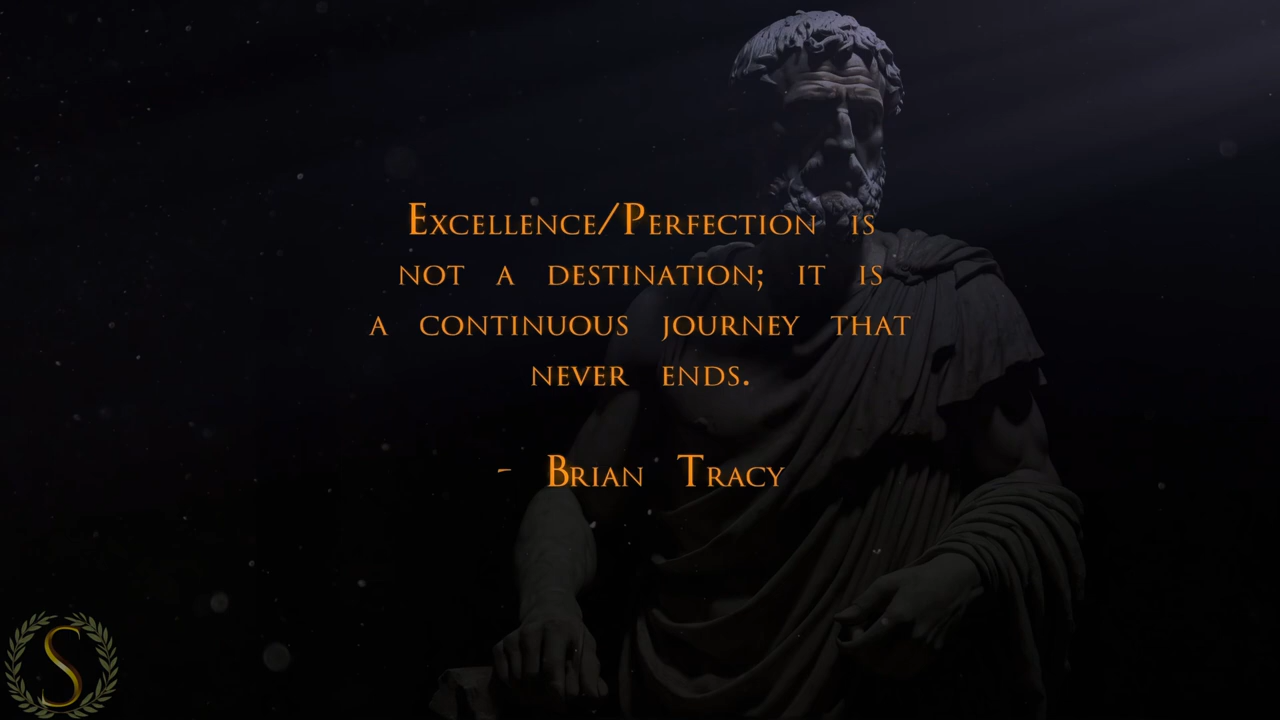 Excellence/Perfection is
not a destination; it is
a continuous journey that
never ends.
- Brian Tracy
S